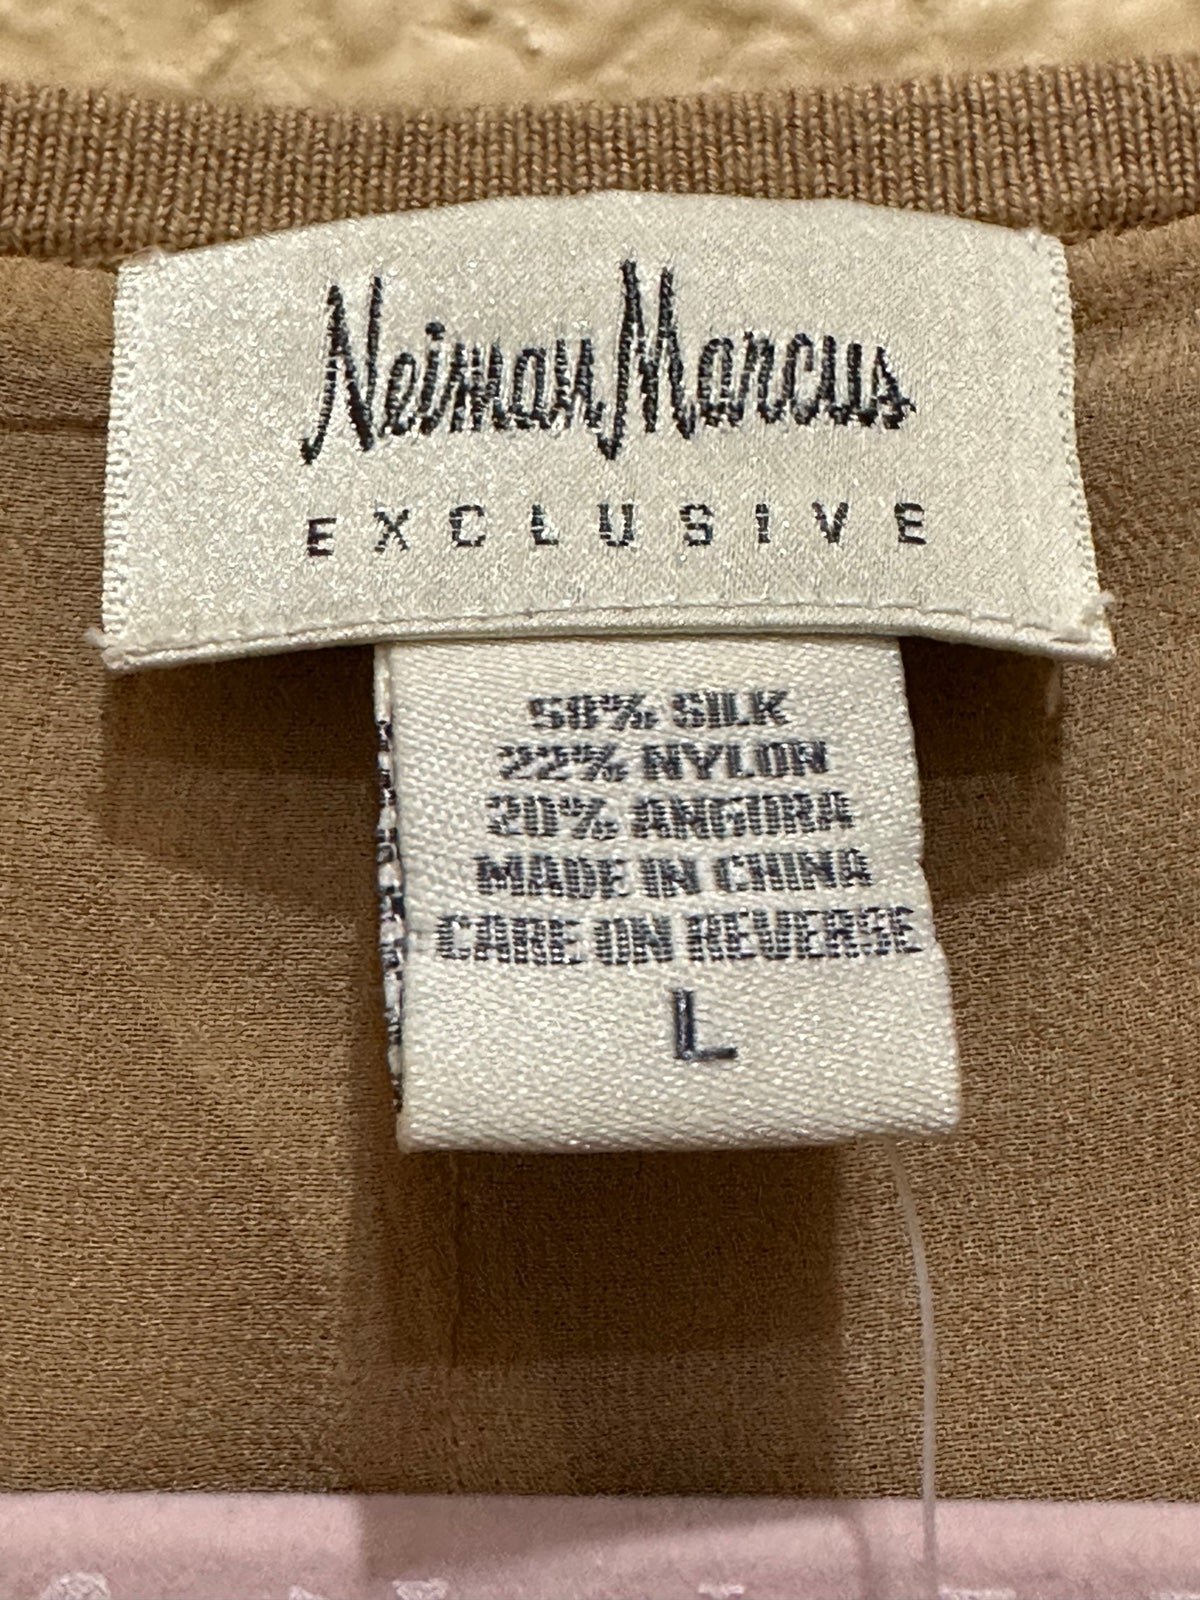 Neiman Marcus
EXCLUSIVE
58% SILK
22% NYLON
20% ANGORA
MADE IN CHINA
CARE ON REVERSE
L